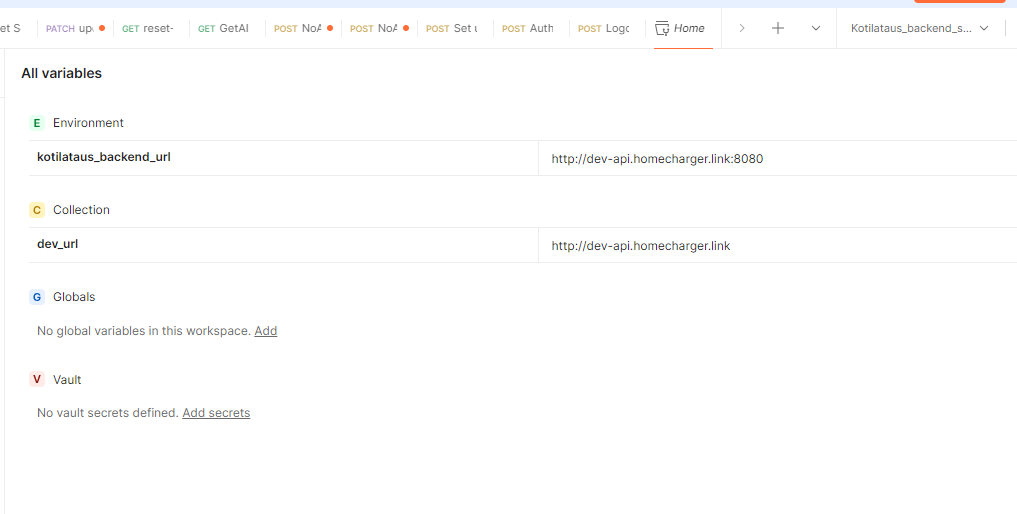 et S PATCH up GET reset- GET GetAl POST NoA POST NoA POST Set u POST Auth POST Logo Home Kotilataus_backend_s...
All variables
E Environment
kotilataus_backend_url http://dev-api.homecharger.link:8080
C Collection
dev_url http://dev-api.homecharger.link
G Globals
No global variables in this workspace. Add
V Vault
No vault secrets defined. Add secrets